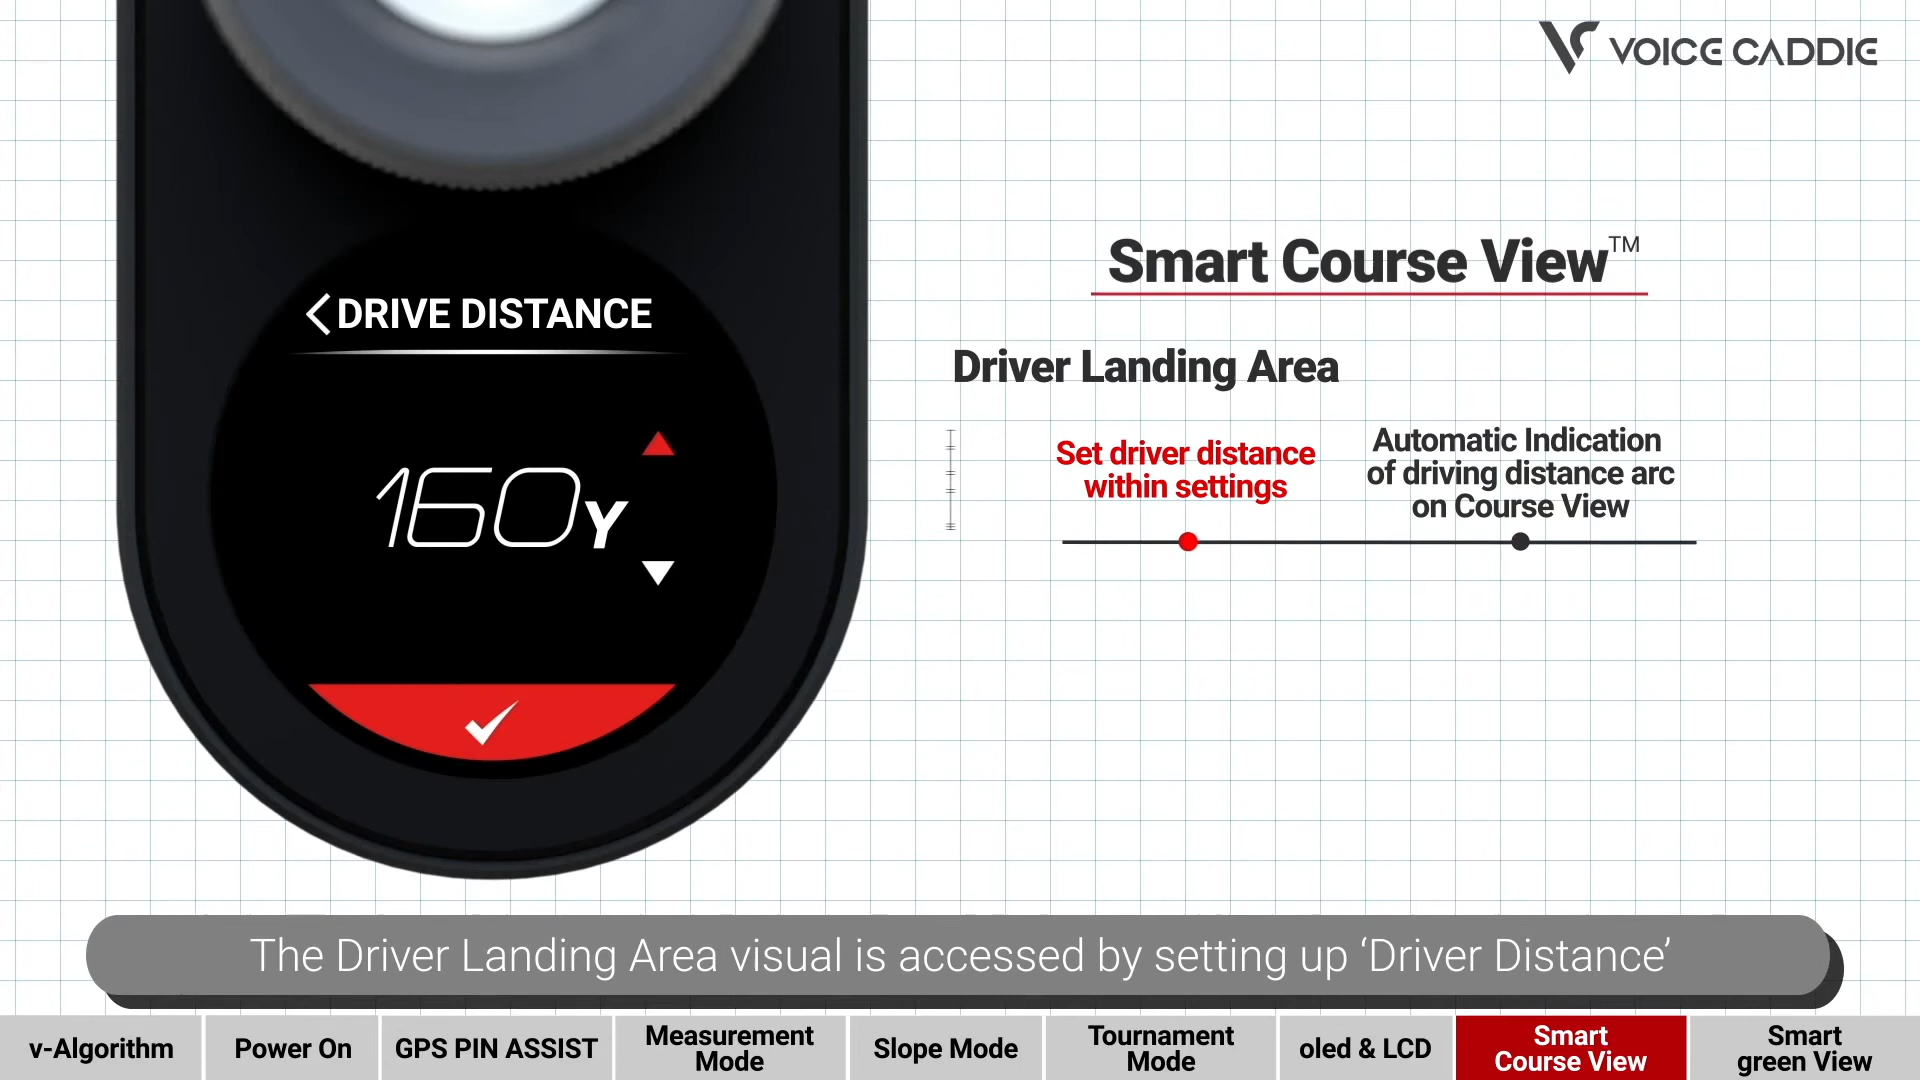 VOICE CADDIE
DRIVE DISTANCE
160Y
Smart Course View™
Driver Landing Area
Set driver distance
within settings
Automatic Indication
of driving distance arc
on Course View
The Driver Landing Area visual is accessed by setting up ‘Driver Distance’
v-Algorithm
Power On
GPS PIN ASSIST
Measurement
Mode
Slope Mode
Tournament
Mode
oled & LCD
Smart
Course View
Smart
green View